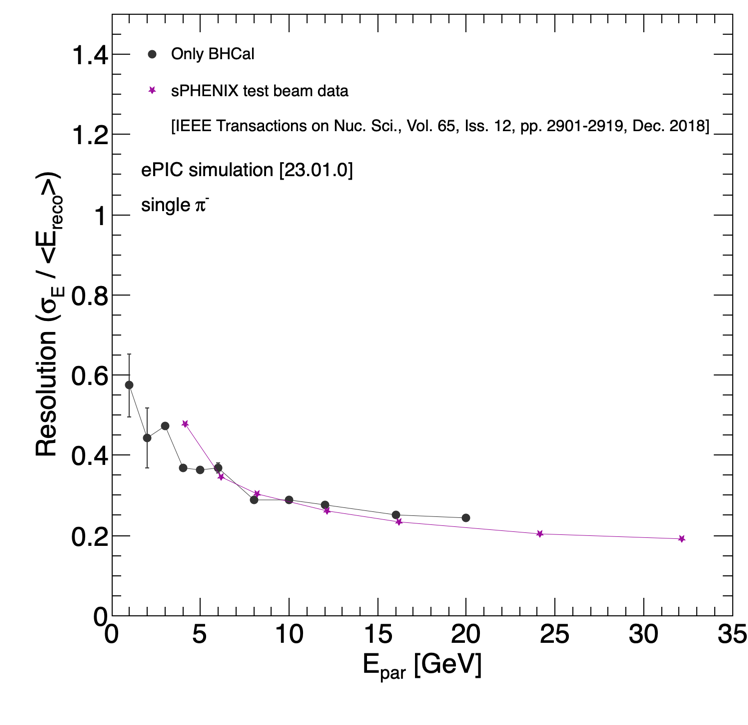 Only BHCal
sPHENIX test beam data
[IEEE Transactions on Nuc. Sci., Vol. 65, Iss. 12, pp. 2901-2919, Dec. 2018]
ePIC simulation [23.01.0]
single π⁻
Resolution (σ_E / <E_reco>)
1.4
1.2
1
0.8
0.6
0.4
0.2
0
0 5 10 15 20 25 30 35
E_par [GeV]